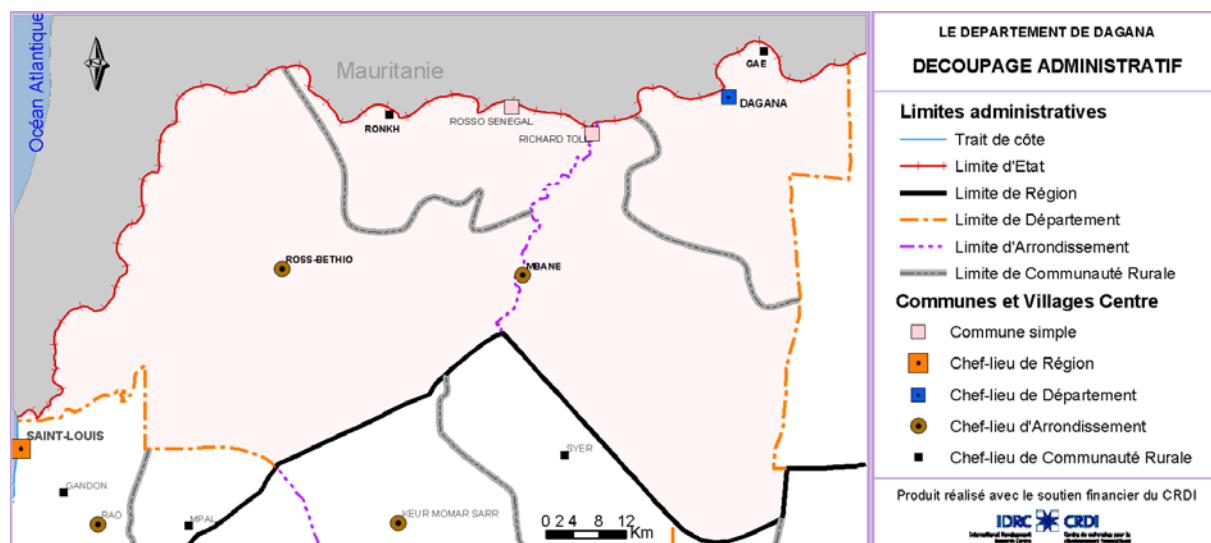 Océan Atlantique
Mauritanie
GAE
DAGANA
RONKH
ROSSO SENEGAL
RICHARD TOLL
ROSS-BETHIO
MBANE
SAINT-LOUIS
GANDON
RAO
MPAL
KEUR MOMAR SARR
SYER
0 2 4 8 12
Km
LE DEPARTEMENT DE DAGANA
DECOUPAGE ADMINISTRATIF
Limites administratives
Trait de côte
Limite d'Etat
Limite de Région
Limite de Département
Limite d'Arrondissement
Limite de Communauté Rurale
Communes et Villages Centre
Commune simple
Chef-lieu de Région
Chef-lieu de Département
Chef-lieu d'Arrondissement
Chef-lieu de Communauté Rurale
Produit réalisé avec le soutien financier du CRDI
IDRC CRDI